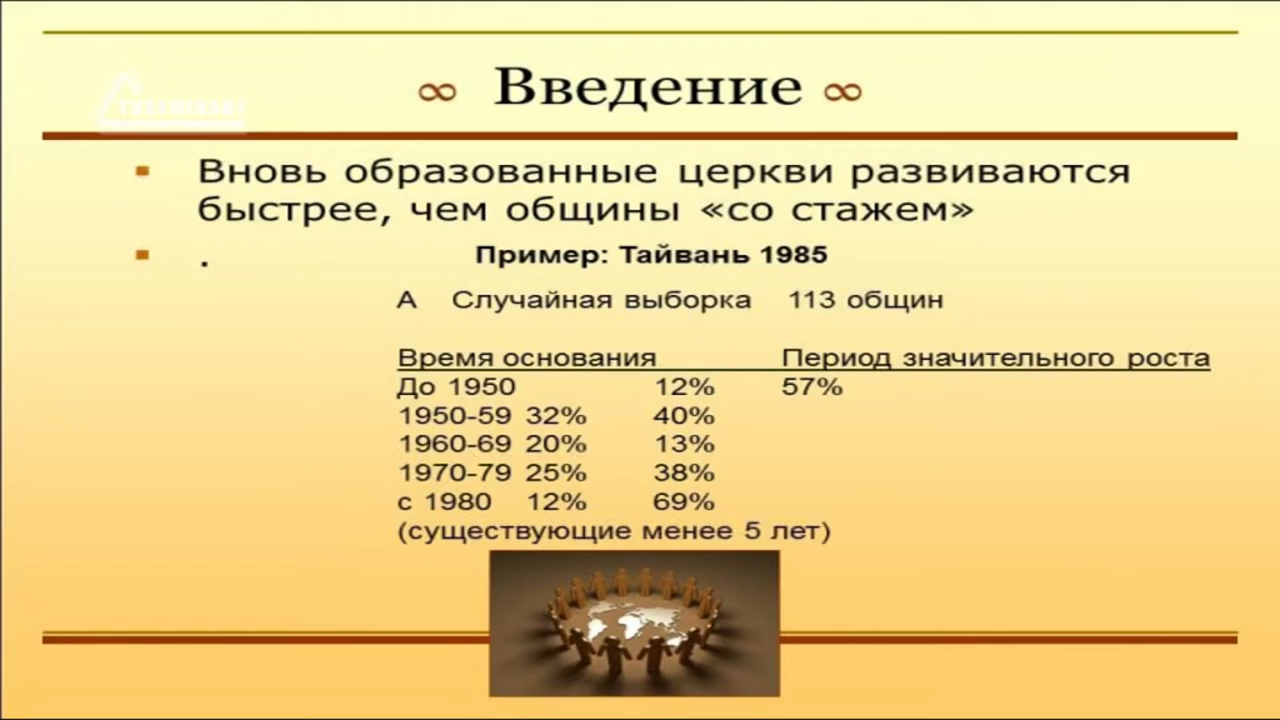 ∞ Введение ∞
Вновь образованные церкви развиваются
быстрее, чем общины «со стажем»
. Пример: Тайвань 1985
А Случайная выборка 113 общин
Время основания Период значительного роста
До 1950 12% 57%
1950-59 32% 40%
1960-69 20% 13%
1970-79 25% 38%
с 1980 12% 69%
(существующие менее 5 лет)